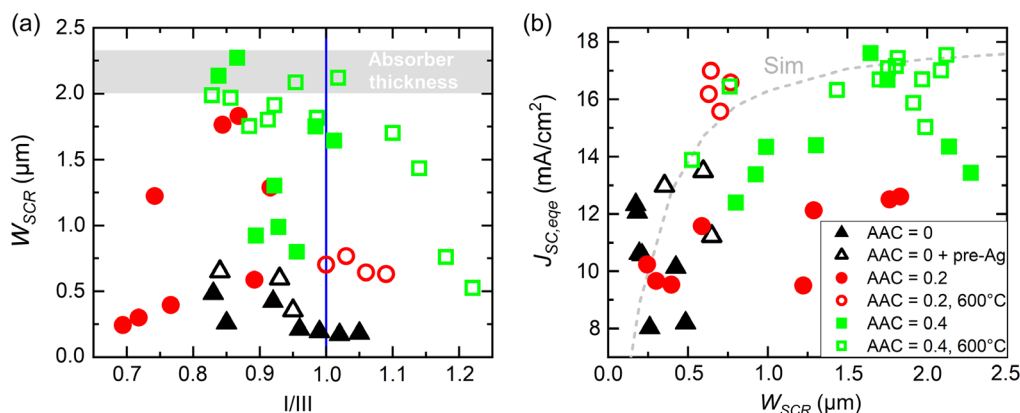 (a)
2.5
2.0
1.5
1.0
0.5
0.0
W_SCR (μm)
Absorber
thickness
0.7 0.8 0.9 1.0 1.1 1.2
I/III
(b)
18
16
14
12
10
8
J_SC,eqe (mA/cm²)
Sim
AAC = 0
AAC = 0 + pre-Ag
AAC = 0.2
AAC = 0.2, 600°C
AAC = 0.4
AAC = 0.4, 600°C
0.0 0.5 1.0 1.5 2.0 2.5
W_SCR (μm)